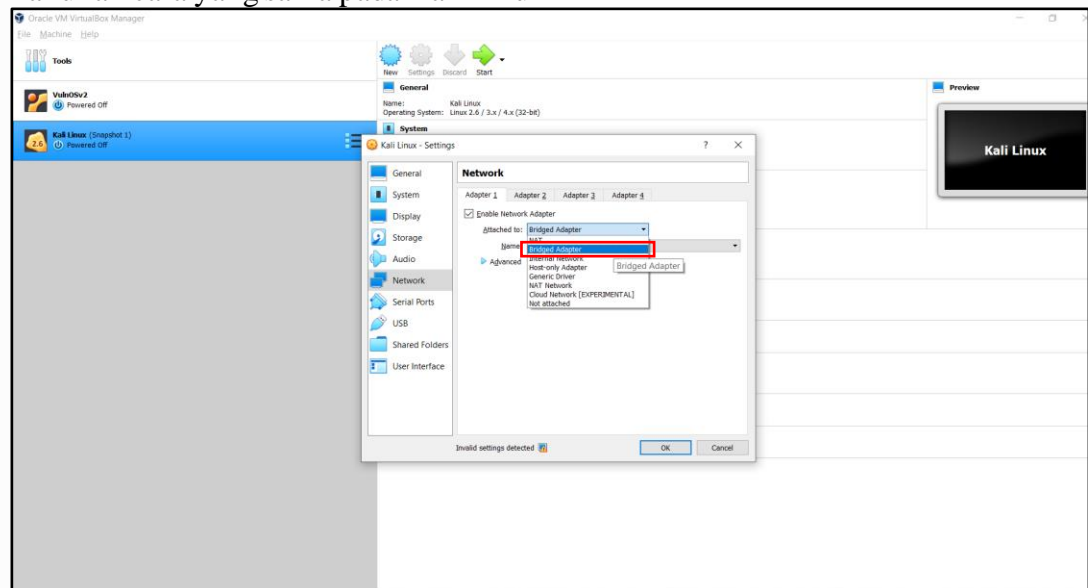 Oracle VM VirtualBox Manager
File Machine Help
Tools
New Settings Discard Start
VulnOSv2
Powered Off
Kali Linux (Snapshot 1)
Powered Off
2.6
General
Name: Kali Linux
Operating System: Linux 2.6 / 3.x / 4.x (32-bit)
System
Preview
Kali Linux
Kali Linux - Settings ? ×
General
System
Display
Storage
Audio
Network
Serial Ports
USB
Shared Folders
User Interface
Network
Adapter 1 Adapter 2 Adapter 3 Adapter 4
Enable Network Adapter
Attached to: Bridged Adapter
NAT
Name
Bridged Adapter
Internal Network
Advanced
Host-only Adapter
Bridged Adapter
Generic Driver
NAT Network
Cloud Network [EXPERIMENTAL]
Not attached
Invalid settings detected
OK Cancel